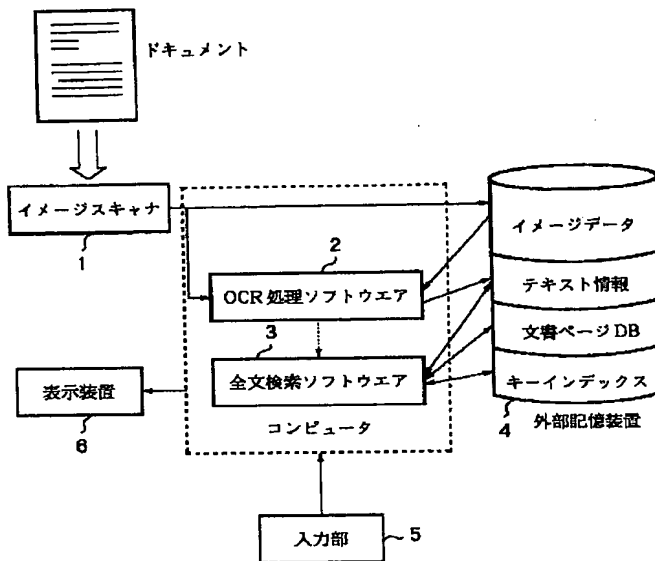 ドキュメント
イメージスキャナ
1
イメージデータ
2
OCR処理ソフトウエア
テキスト情報
3
文書ページDB
全文検索ソフトウエア
キーインデックス
表示装置
6
コンピュータ
4
外部記憶装置
入力部
5